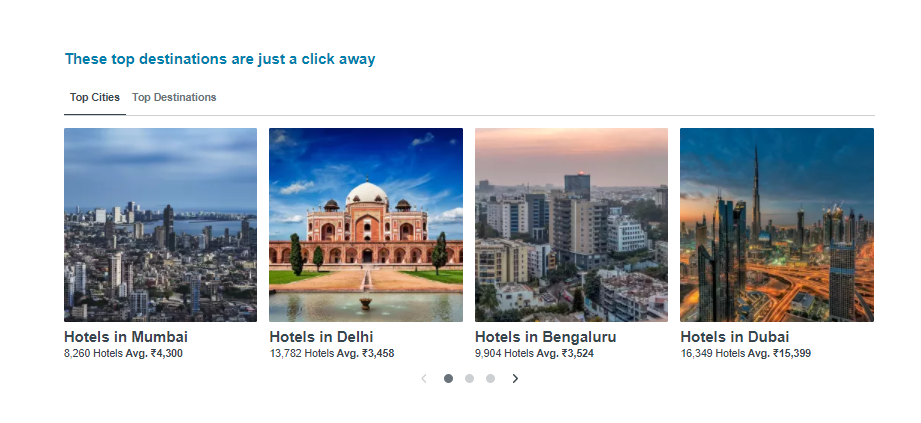 These top destinations are just a click away
Top Cities Top Destinations
Hotels in Mumbai
8,260 Hotels Avg. ₹4,300
Hotels in Delhi
13,782 Hotels Avg. ₹3,458
Hotels in Bengaluru
9,904 Hotels Avg. ₹3,524
Hotels in Dubai
16,349 Hotels Avg. ₹15,399